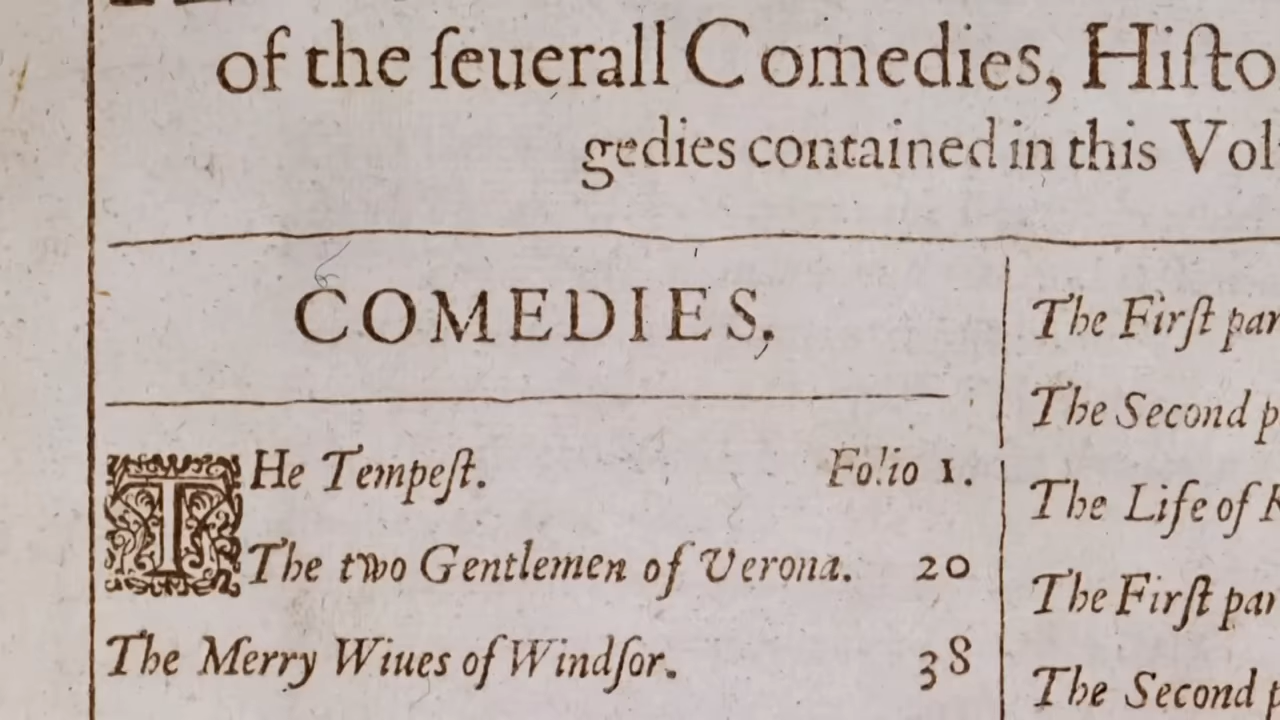 of the ſeuerall Comedies, Hiſto
gedies contained in this Vol
COMEDIES.
THe Tempeſt. Folio 1.
The two Gentlemen of Verona. 20
The Merry Wiues of Windſor. 38
The Firſt par
The Second p
The Life of K
The Firſt par
The Second p